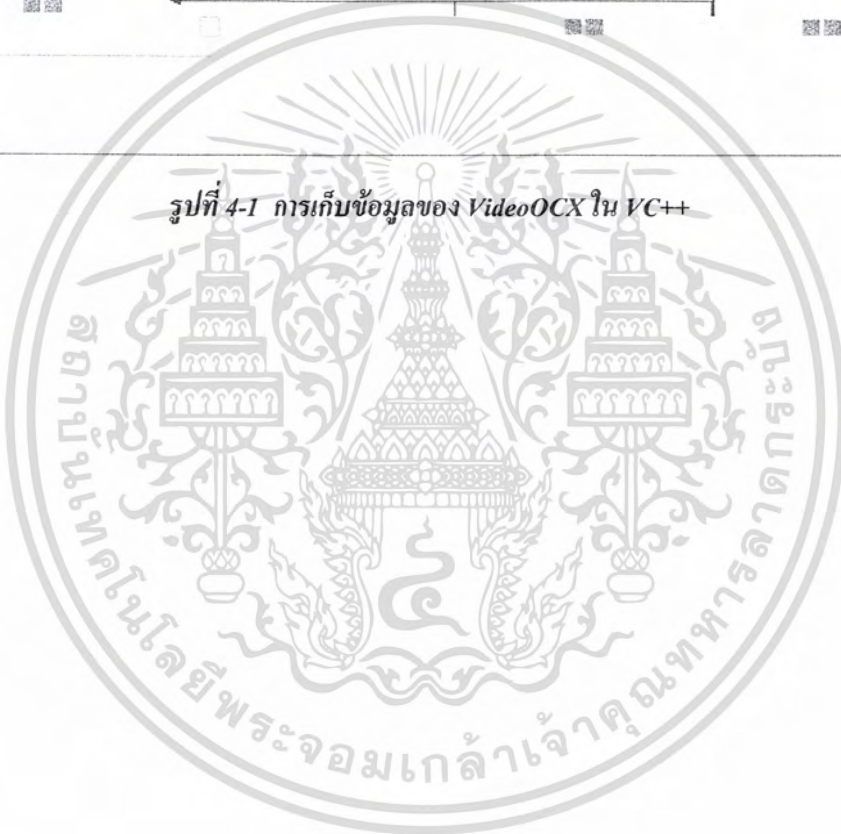 รูปที่ 4-1 การเก็บข้อมูลของ VideoOCX ใน VC++
สถาบันเทคโนโลยีพระจอมเกล้าเจ้าคุณทหารลาดกระบัง